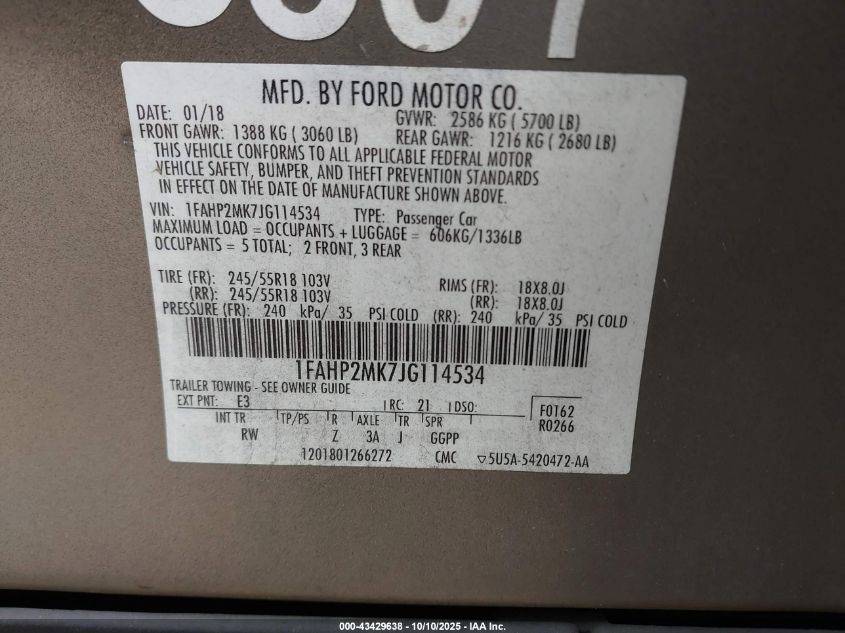 MFD. BY FORD MOTOR CO.
DATE: 01/18 GVWR: 2586 KG ( 5700 LB)
FRONT GAWR: 1388 KG ( 3060 LB) REAR GAWR: 1216 KG ( 2680 LB)
THIS VEHICLE CONFORMS TO ALL APPLICABLE FEDERAL MOTOR
VEHICLE SAFETY, BUMPER, AND THEFT PREVENTION STANDARDS
IN EFFECT ON THE DATE OF MANUFACTURE SHOWN ABOVE.
VIN: 1FAHP2MK7JG114534 TYPE: Passenger Car
MAXIMUM LOAD = OCCUPANTS + LUGGAGE = 606KG/1336LB
OCCUPANTS = 5 TOTAL; 2 FRONT, 3 REAR
TIRE (FR): 245/55R18 103V RIMS (FR): 18X8.0J
(RR): 245/55R18 103V (RR): 18X8.0J
PRESSURE (FR): 240 kPa/ 35 PSI COLD (RR): 240 kPa/ 35 PSI COLD
1FAHP2MK7JG114534
TRAILER TOWING - SEE OWNER GUIDE
EXT PNT: E3 RC: 21 DSO: F0162
INT TR TP/PS R AXLE TR SPR R0266
RW Z 3A J GGPP
1201801266272 CMC ▽5U5A-5420472-AA
000-43429638 - 10/10/2025 - IAA Inc.